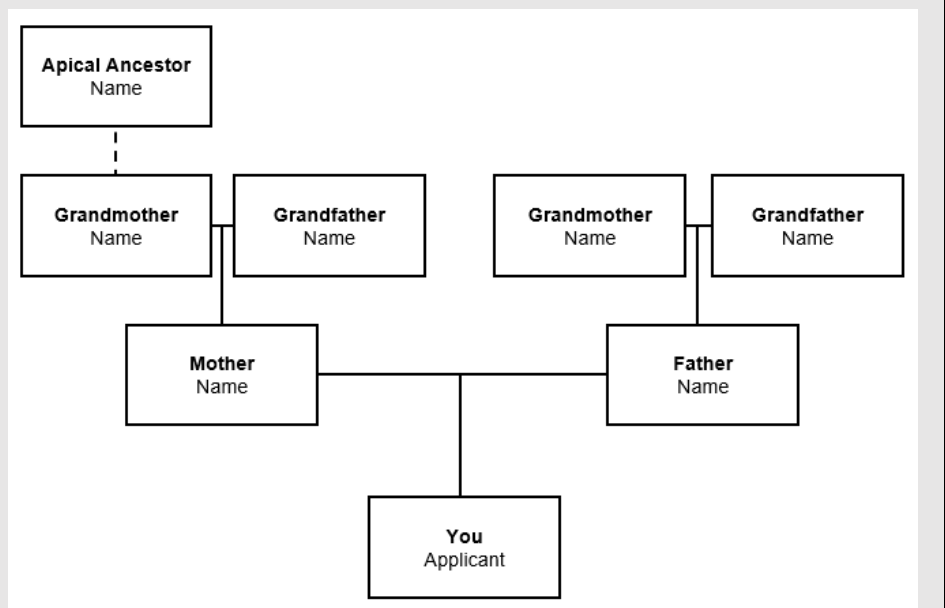 Apical Ancestor
Name
Grandmother
Name
Grandfather
Name
Grandmother
Name
Grandfather
Name
Mother
Name
Father
Name
You
Applicant